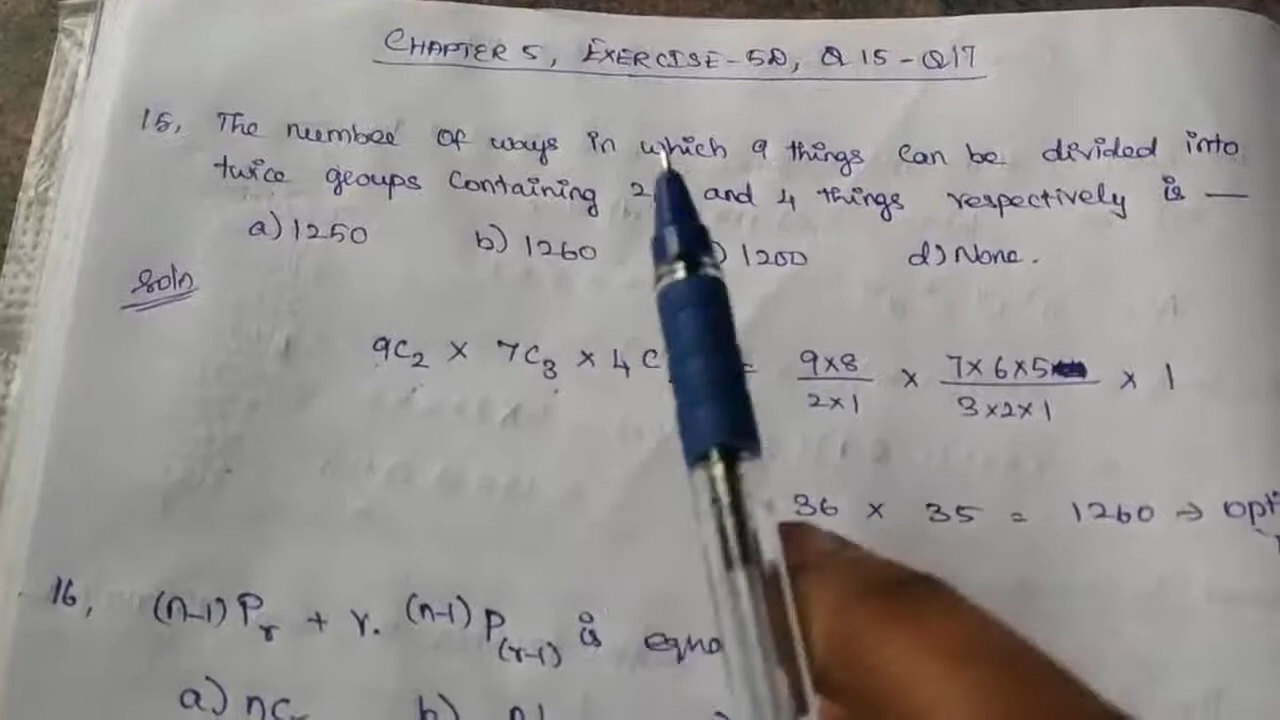 CHAPTER 5, EXERCISE-5D, Q 15 - Q17
15, The number of ways in which 9 things can be divided into
twice groups containing 2, and 4 things respectively is —
a) 1250 b) 1260 ) 1200 d) None.
Soln
9C2 × 7C3 × 4C = 9×8/2×1 × 7×6×5/3×2×1 × 1
36 × 35 = 1260 → opt
16, (n-1)Pr + r. (n-1)P(r-1) is equa
a) nCr b) n